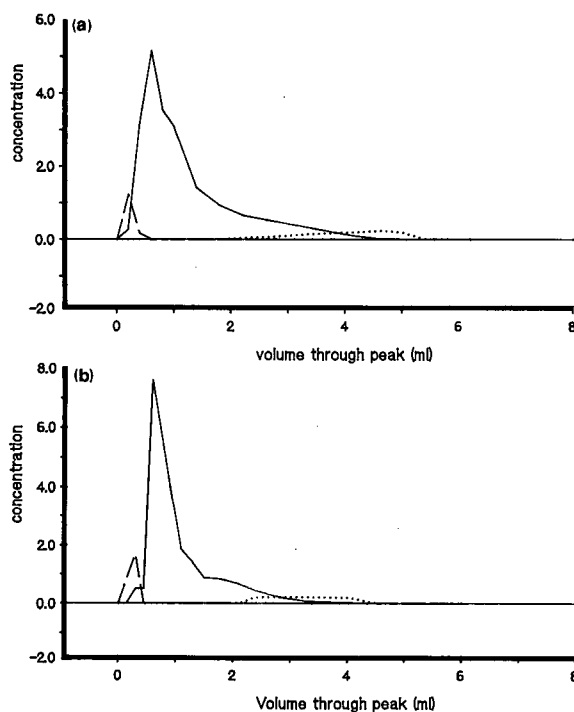 (a)
6.0
4.0
2.0
0.0
-2.0
concentration
0 2 4 6 8
volume through peak (ml)
(b)
8.0
6.0
4.0
2.0
0.0
-2.0
concentration
0 2 4 6 8
Volume through peak (ml)